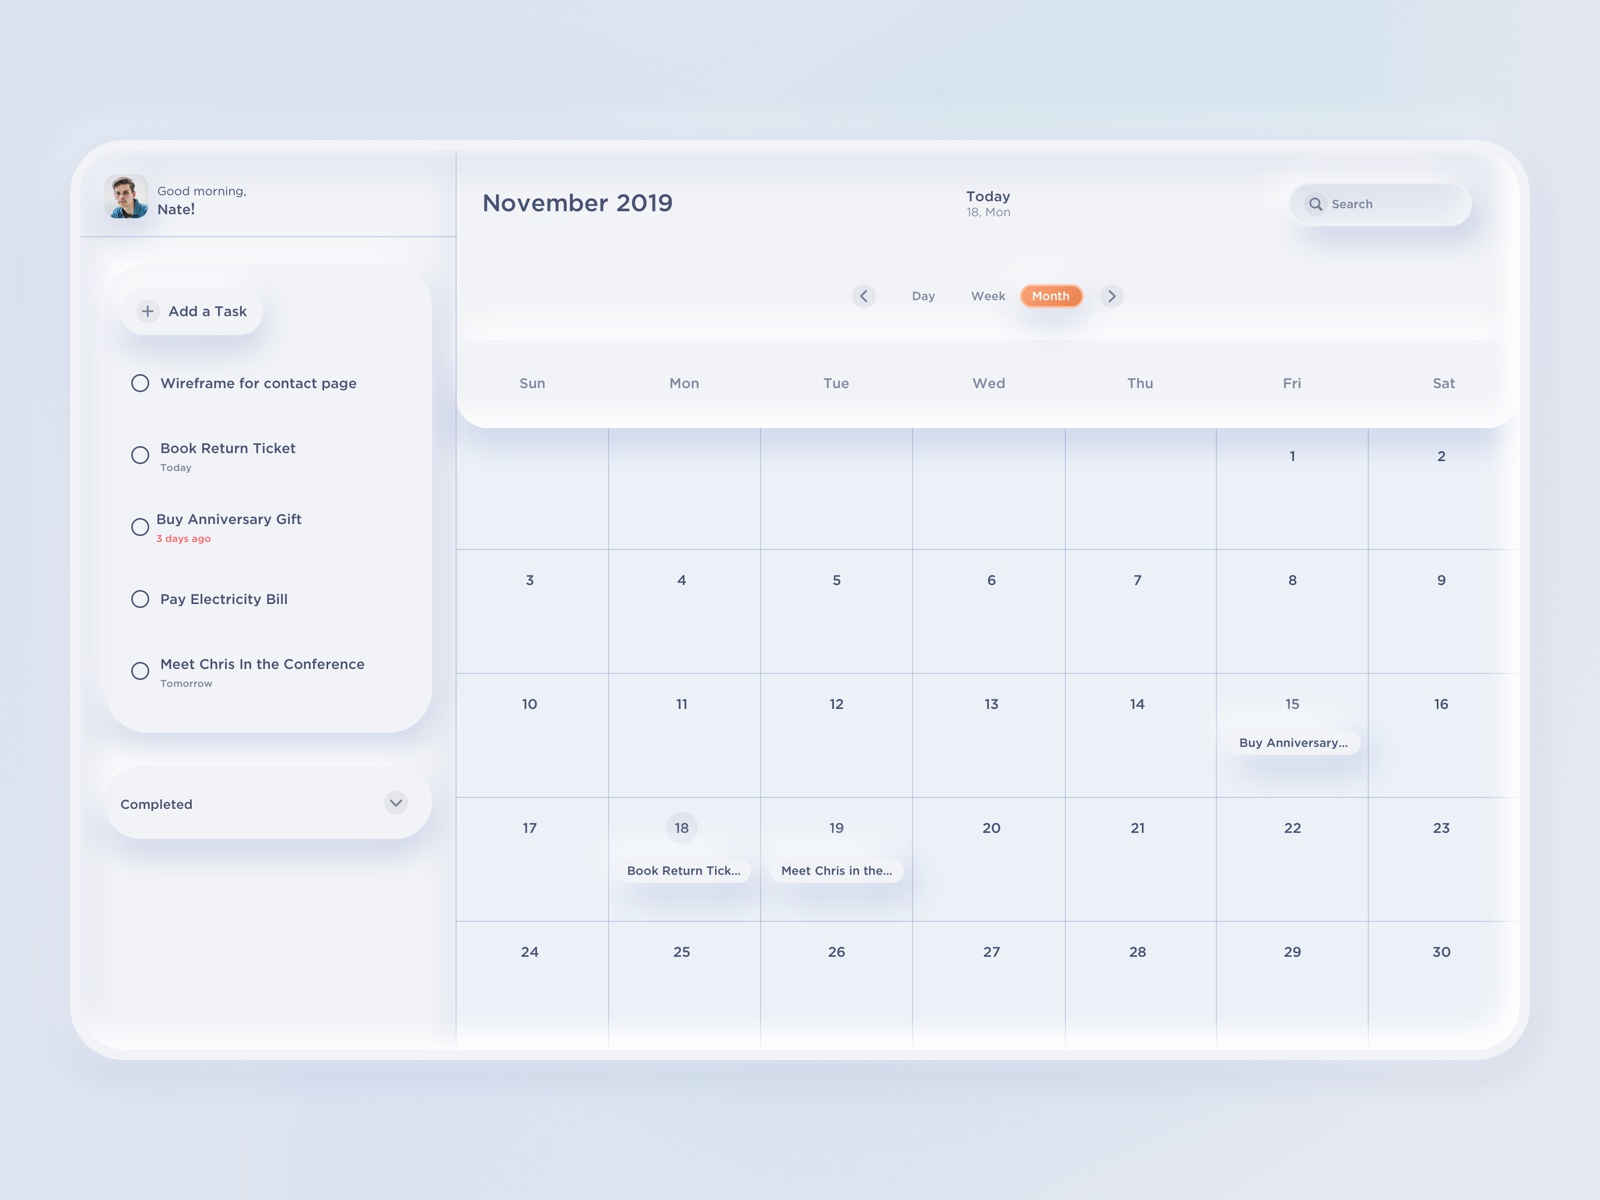 Good morning,
Nate!
Add a Task
Wireframe for contact page
Book Return Ticket
Today
Buy Anniversary Gift
3 days ago
Pay Electricity Bill
Meet Chris In the Conference
Tomorrow
Completed
November 2019
Today
18, Mon
Search
Day Week Month
Sun Mon Tue Wed Thu Fri Sat
1 2
3 4 5 6 7 8 9
10 11 12 13 14 15 16
Buy Anniversary...
17 18 19 20 21 22 23
Book Return Tick... Meet Chris in the...
24 25 26 27 28 29 30